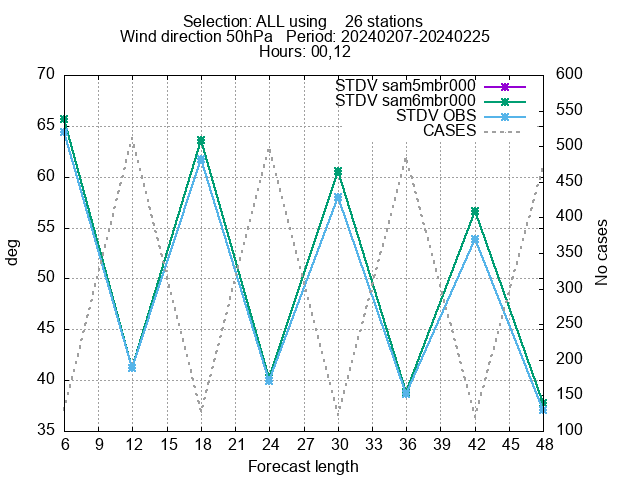 Selection: ALL using    26 stations
Wind direction 50hPa   Period: 20240207-20240225
Hours: 00,12
STDV sam5mbr000
STDV sam6mbr000
STDV OBS
CASES
70
65
60
55
50
45
40
35
deg
600
550
500
450
400
350
300
250
200
150
100
No cases
6 9 12 15 18 21 24 27 30 33 36 39 42 45 48
Forecast length